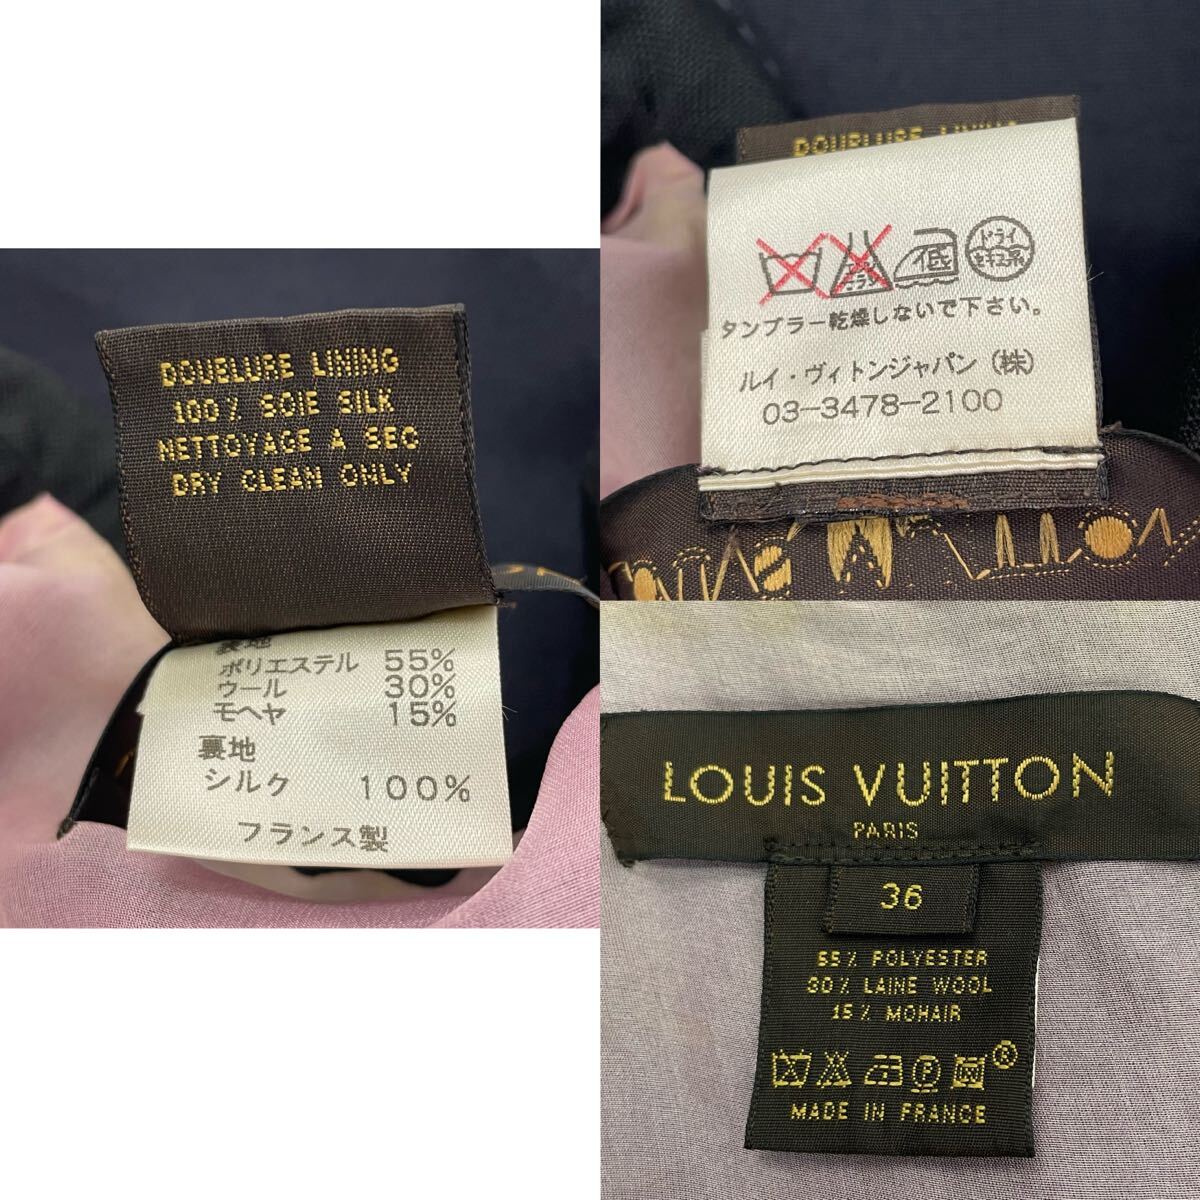 DOUBLURE LINING
100% SOIE SILK
NETTOYAGE A SEC
DRY CLEAN ONLY
ポリエステル 55%
ウール 30%
モヘヤ 15%
裏地
シルク 100%
フランス製
DOUBLURE LINING
低
ドライ
タンブラー乾燥しないで下さい。
ルイ・ヴィトンジャパン(株)
03-3478-2100
LOUIS VUITTON
PARIS
36
55% POLYESTER
30% LAINE WOOL
15% MOHAIR
P
®
MADE IN FRANCE